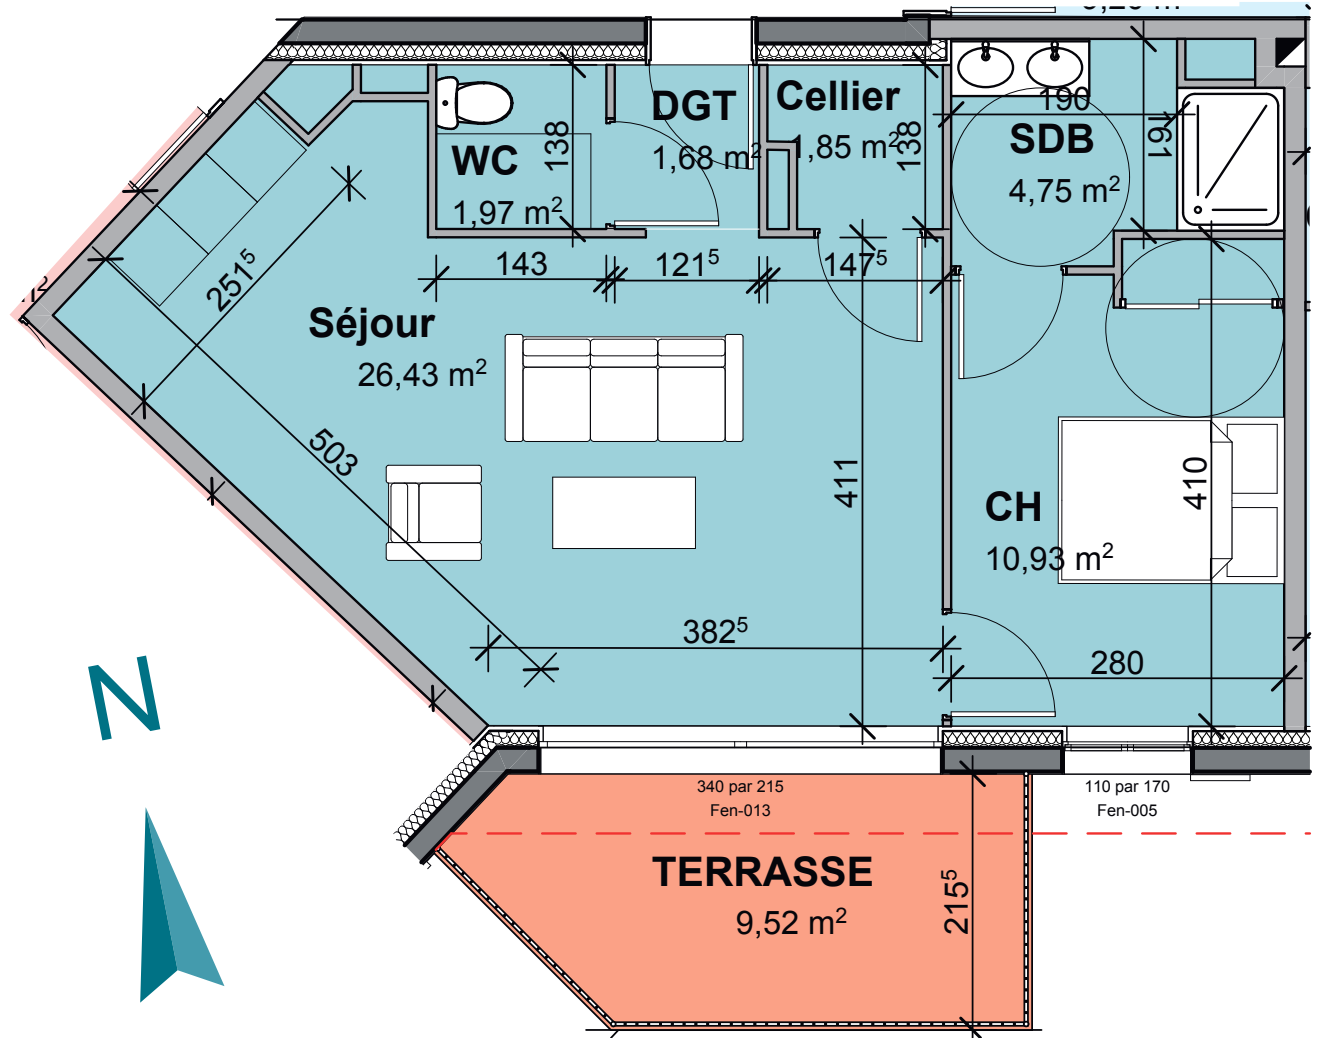 DGT
1,68 m²
Cellier
1,85 m²
138
138
190
191
SDB
4,75 m²
WC
1,97 m²
143
121⁵
147⁵
251⁵
Séjour
26,43 m²
503
411
410
CH
10,93 m²
382⁵
280
N
340 par 215
Fen-013
110 par 170
Fen-005
TERRASSE
9,52 m²
215⁵